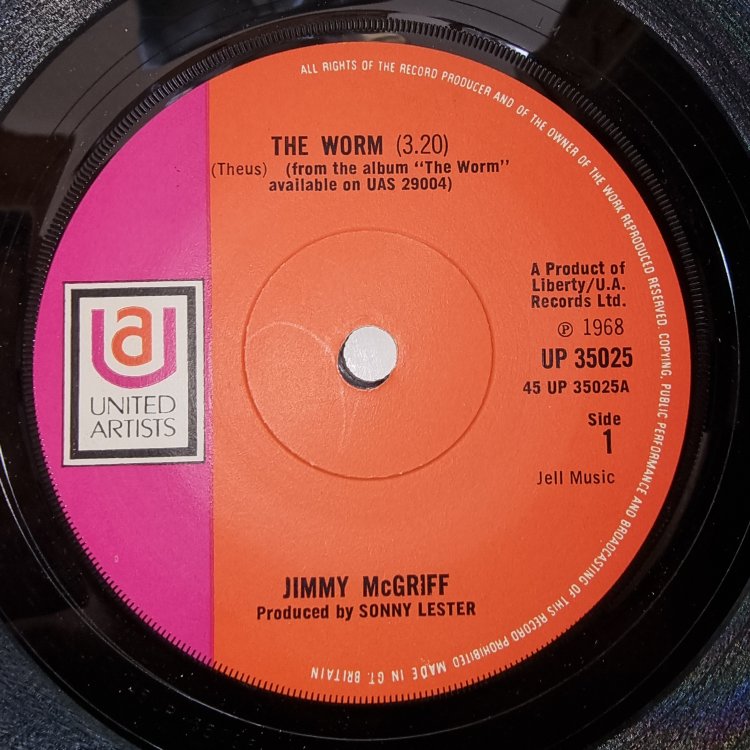 ALL RIGHTS OF THE RECORD PRODUCER AND OF THE OWNER OF THE WORK REPRODUCED RESERVED. COPYING, PUBLIC PERFORMANCE AND BROADCASTING OF THIS RECORD PROHIBITED MADE IN GT. BRITAIN
THE WORM (3.20)
(Theus) (from the album "The Worm"
available on UAS 29004)
A Product of
Liberty/U.A.
Records Ltd.
℗ 1968
UP 35025
45 UP 35025A
Side
1
Jell Music
ua
UNITED
ARTISTS
JIMMY McGRIFF
Produced by SONNY LESTER